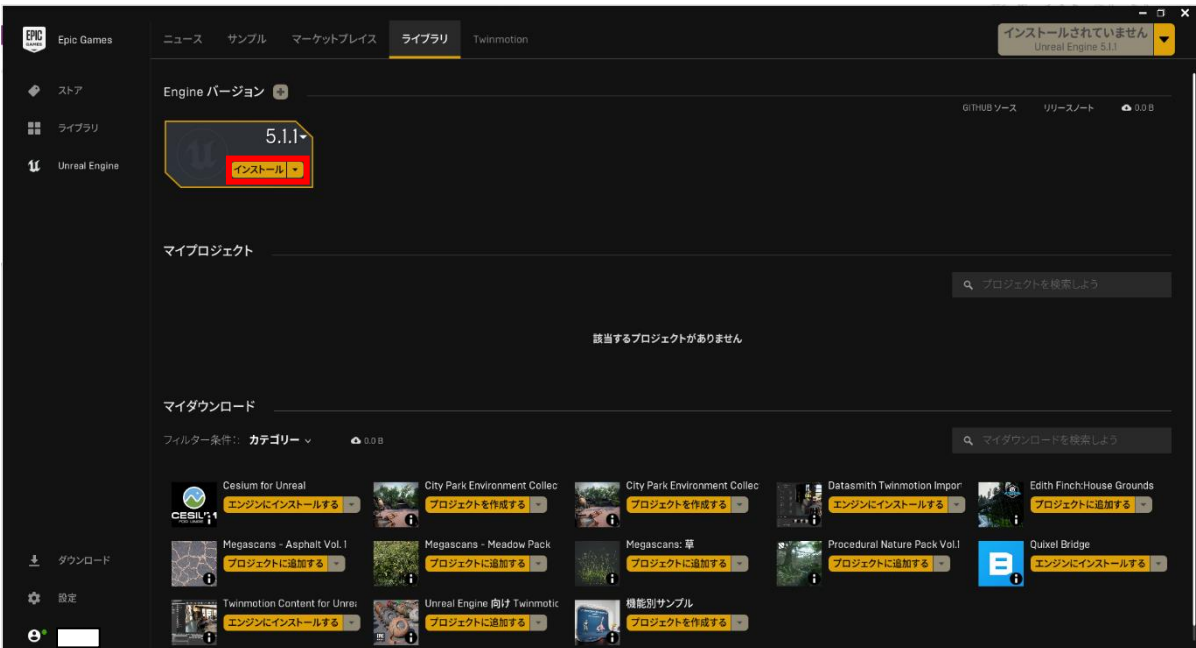 EPIC GAMES
Epic Games
ニュース サンプル マーケットプレイス ライブラリ Twinmotion
インストールされていません
Unreal Engine 5.1.1
ストア
ライブラリ
Unreal Engine
Engine バージョン
GITHUB ソース リリースノート 0.0 B
5.1.1
インストール
マイプロジェクト
プロジェクトを検索しよう
該当するプロジェクトがありません
マイダウンロード
フィルター条件:: カテゴリー 0.0 B
マイダウンロードを検索しよう
Cesium for Unreal
エンジンにインストールする
City Park Environment Collec
プロジェクトを作成する
City Park Environment Collec
プロジェクトを作成する
Datasmith Twinmotion Impor
エンジンにインストールする
Edith Finch:House Grounds
プロジェクトに追加する
Megascans - Asphalt Vol. 1
プロジェクトに追加する
Megascans - Meadow Pack
プロジェクトに追加する
Megascans: 草
プロジェクトに追加する
Procedural Nature Pack Vol.1
プロジェクトに追加する
Quixel Bridge
エンジンにインストールする
Twinmotion Content for Unre
エンジンにインストールする
Unreal Engine 向け Twinmotic
プロジェクトに追加する
機能別サンプル
プロジェクトを作成する
ダウンロード
設定